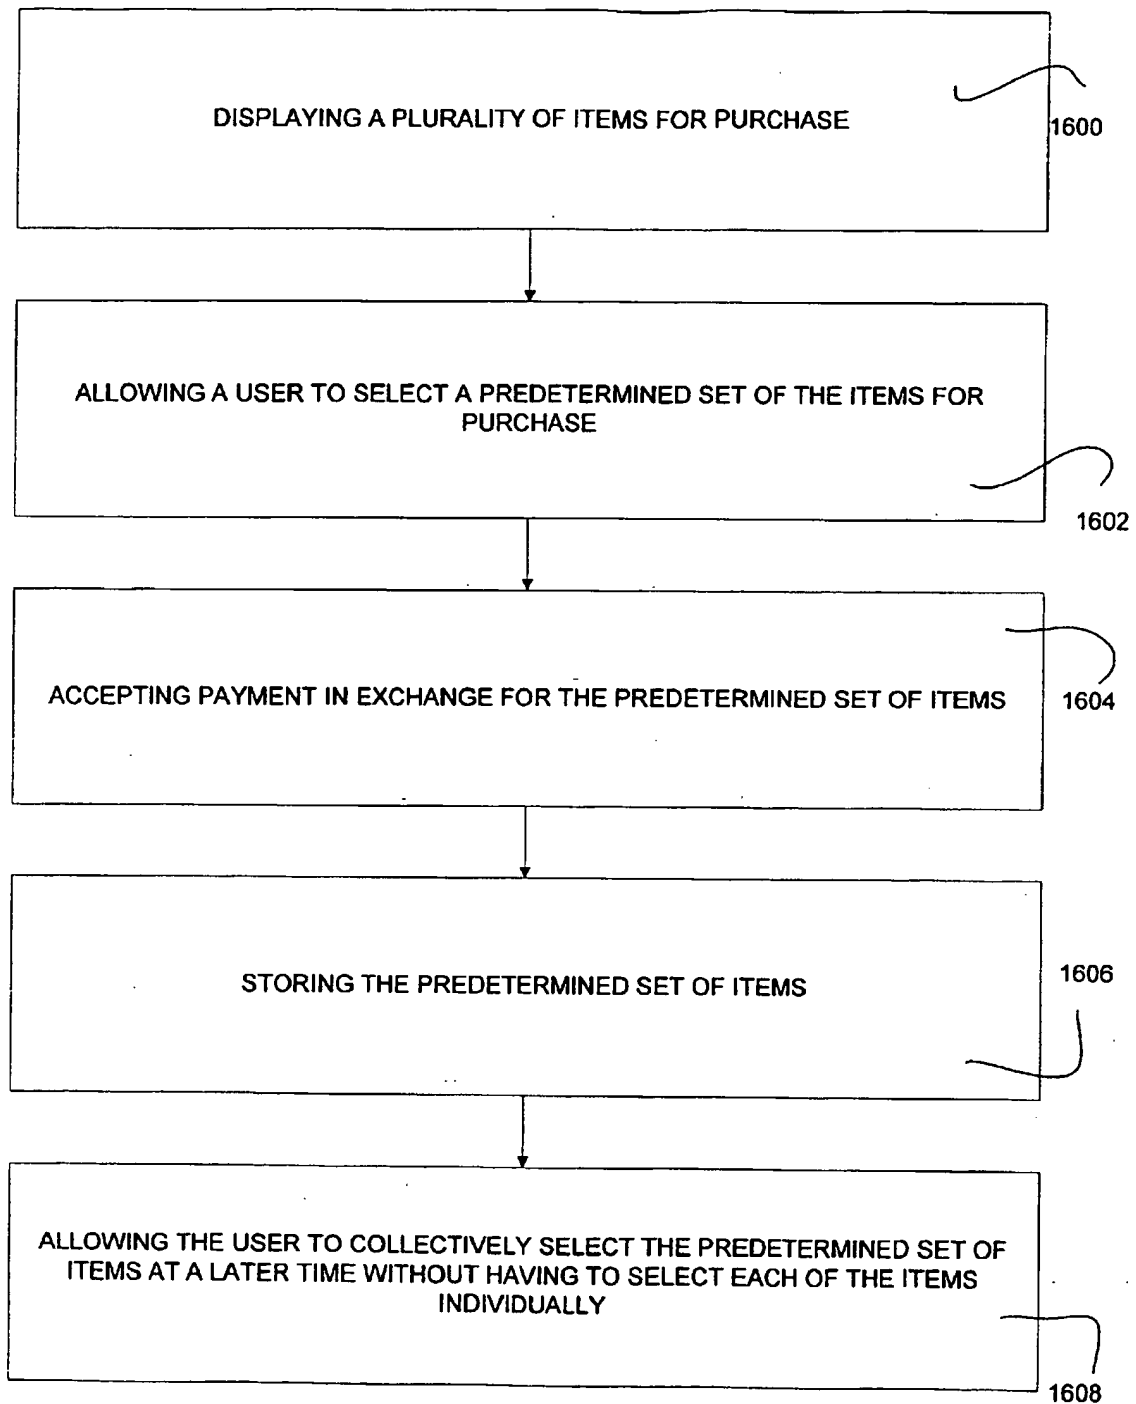 DISPLAYING A PLURALITY OF ITEMS FOR PURCHASE
1600
ALLOWING A USER TO SELECT A PREDETERMINED SET OF THE ITEMS FOR
PURCHASE
1602
ACCEPTING PAYMENT IN EXCHANGE FOR THE PREDETERMINED SET OF ITEMS
1604
STORING THE PREDETERMINED SET OF ITEMS
1606
ALLOWING THE USER TO COLLECTIVELY SELECT THE PREDETERMINED SET OF
ITEMS AT A LATER TIME WITHOUT HAVING TO SELECT EACH OF THE ITEMS
INDIVIDUALLY
1608